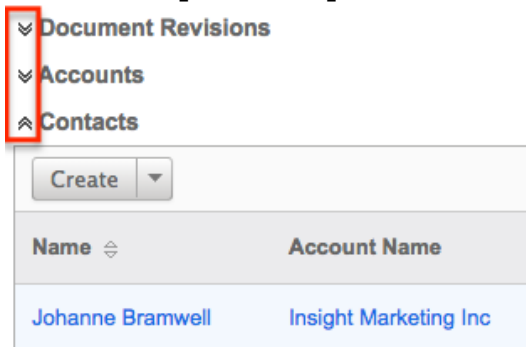 Document Revisions
Accounts
Contacts
Create
Name Account Name
Johanne Bramwell Insight Marketing Inc